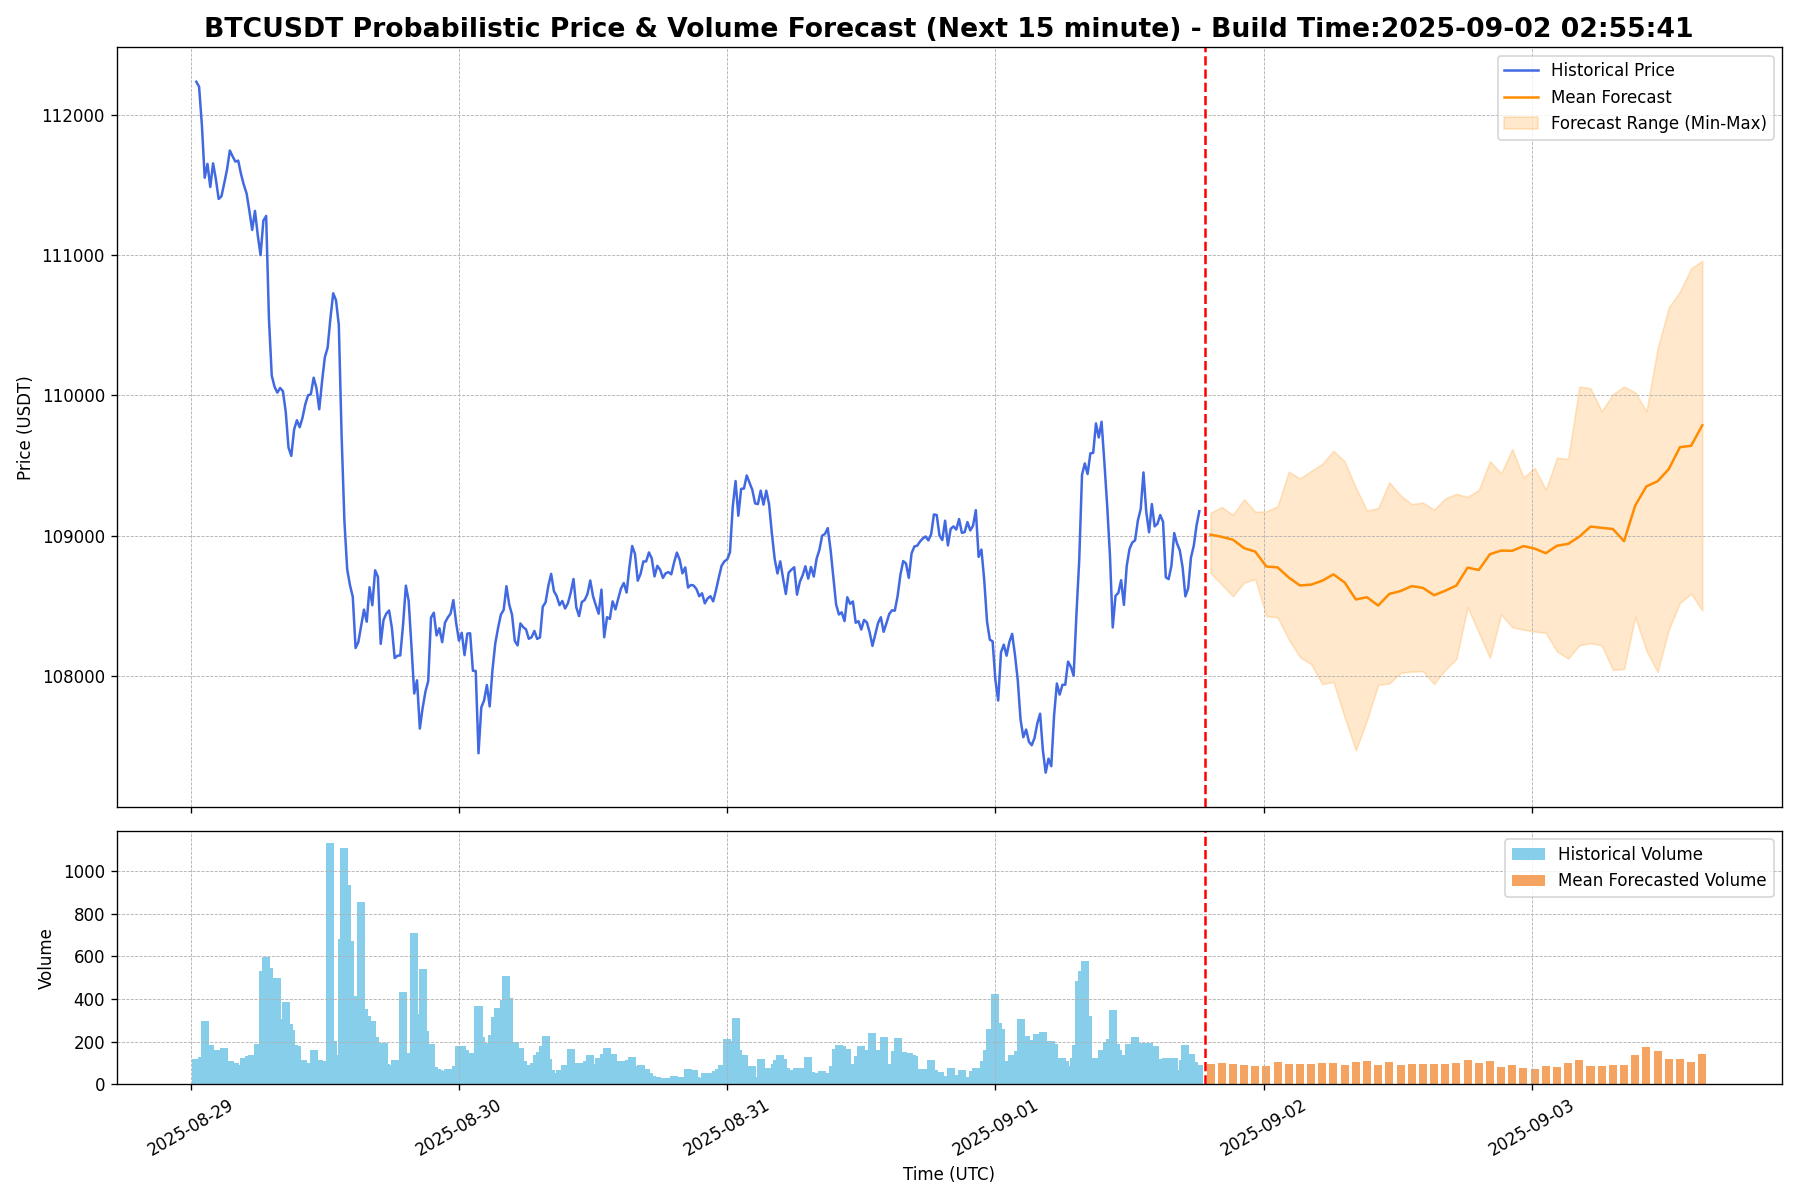 BTCUSDT Probabilistic Price & Volume Forecast (Next 15 minute) - Build Time:2025-09-02 02:55:41
Historical Price
Mean Forecast
Forecast Range (Min-Max)
112000
111000
110000
109000
108000
Price (USDT)
Historical Volume
Mean Forecasted Volume
1000
800
600
400
200
0
Volume
2025-08-29
2025-08-30
2025-08-31
2025-09-01
2025-09-02
2025-09-03
Time (UTC)